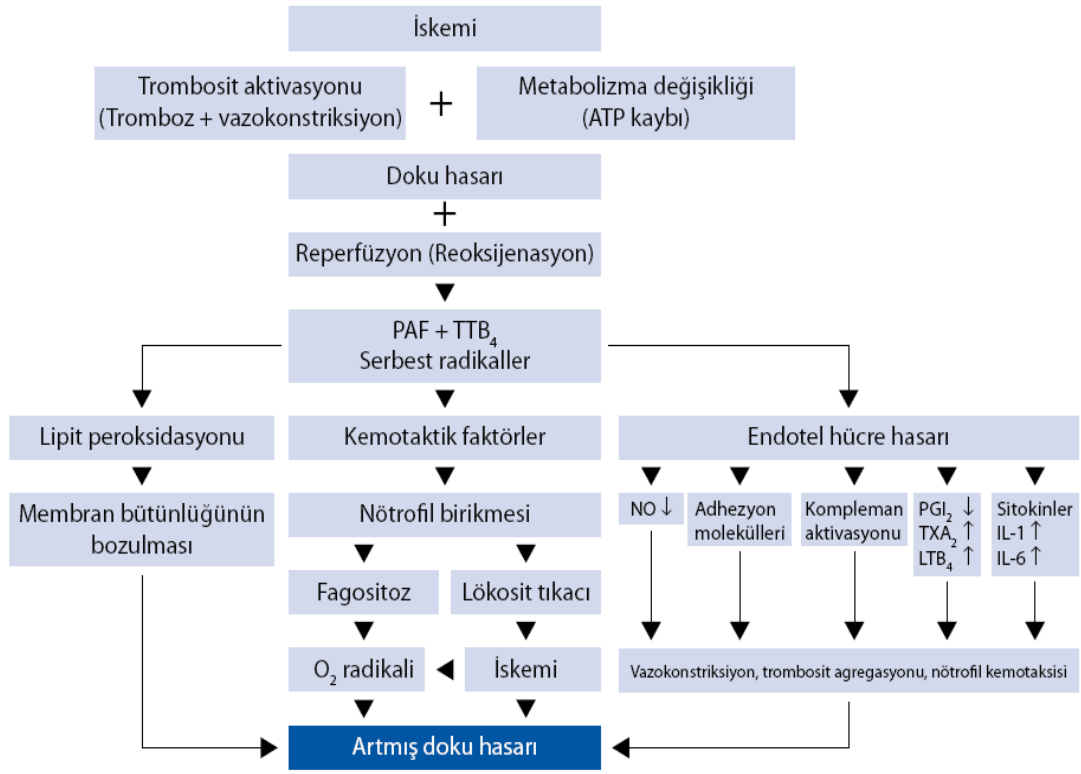 İskemi
Trombosit aktivasyonu
(Tromboz + vazokonstriksiyon)
+
Metabolizma değişikliği
(ATP kaybı)
Doku hasarı
+
Reperfüzyon (Reoksijenasyon)
PAF + TTB₄
Serbest radikaller
Lipit peroksidasyonu
Kemotaktik faktörler
Endotel hücre hasarı
Membran bütünlüğünün
bozulması
Nötrofil birikmesi
NO ↓
Adhezyon
molekülleri
Kompleman
aktivasyonu
PGI₂ ↓
TXA₂ ↑
LTB₄ ↑
Sitokinler
IL-1 ↑
IL-6 ↑
Fagositoz
Lökosit tıkacı
O₂ radikali
İskemi
Vazokonstriksiyon, trombosit agregasyonu, nötrofil kemotaksisi
Artmış doku hasarı